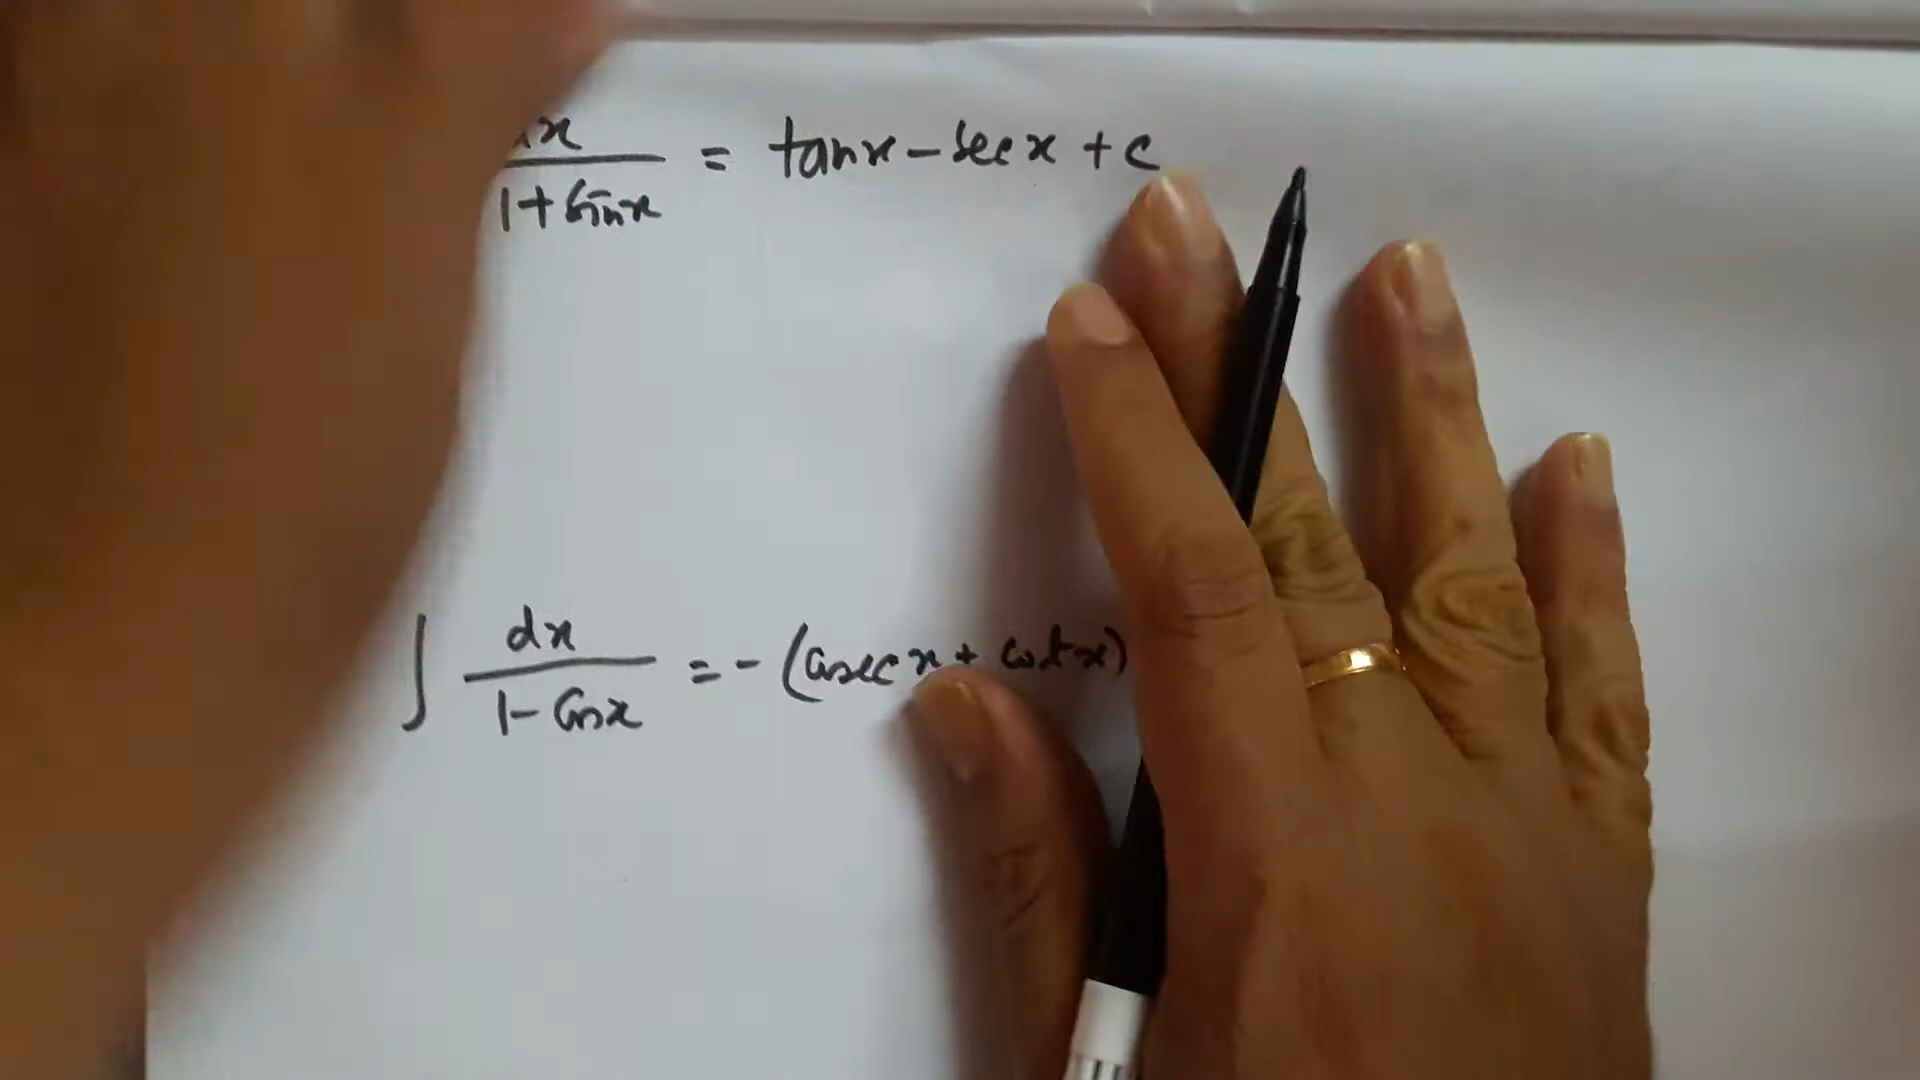 dx / 1+Sinx = tanx - secx + c
∫ dx / 1-Cosx = - (cosecx + cotx)